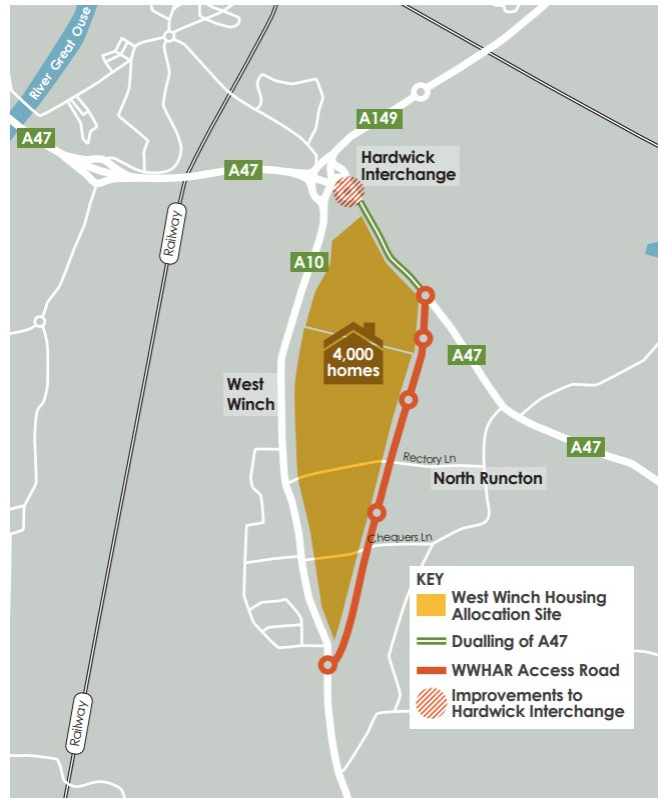 River Great Ouse
A47
A149
A47
Hardwick
Interchange
Railway
A10
4,000
homes
A47
West
Winch
A47
Rectory Ln
North Runcton
Chequers Ln
Railway
KEY
West Winch Housing
Allocation Site
Dualling of A47
WWHAR Access Road
Improvements to
Hardwick Interchange